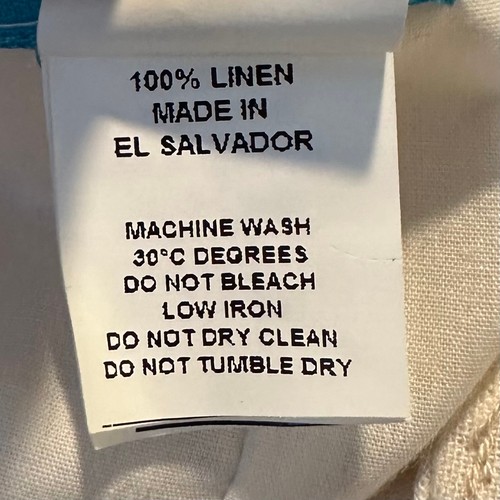 100% LINEN
MADE IN
EL SALVADOR
MACHINE WASH
30°C DEGREES
DO NOT BLEACH
LOW IRON
DO NOT DRY CLEAN
DO NOT TUMBLE DRY